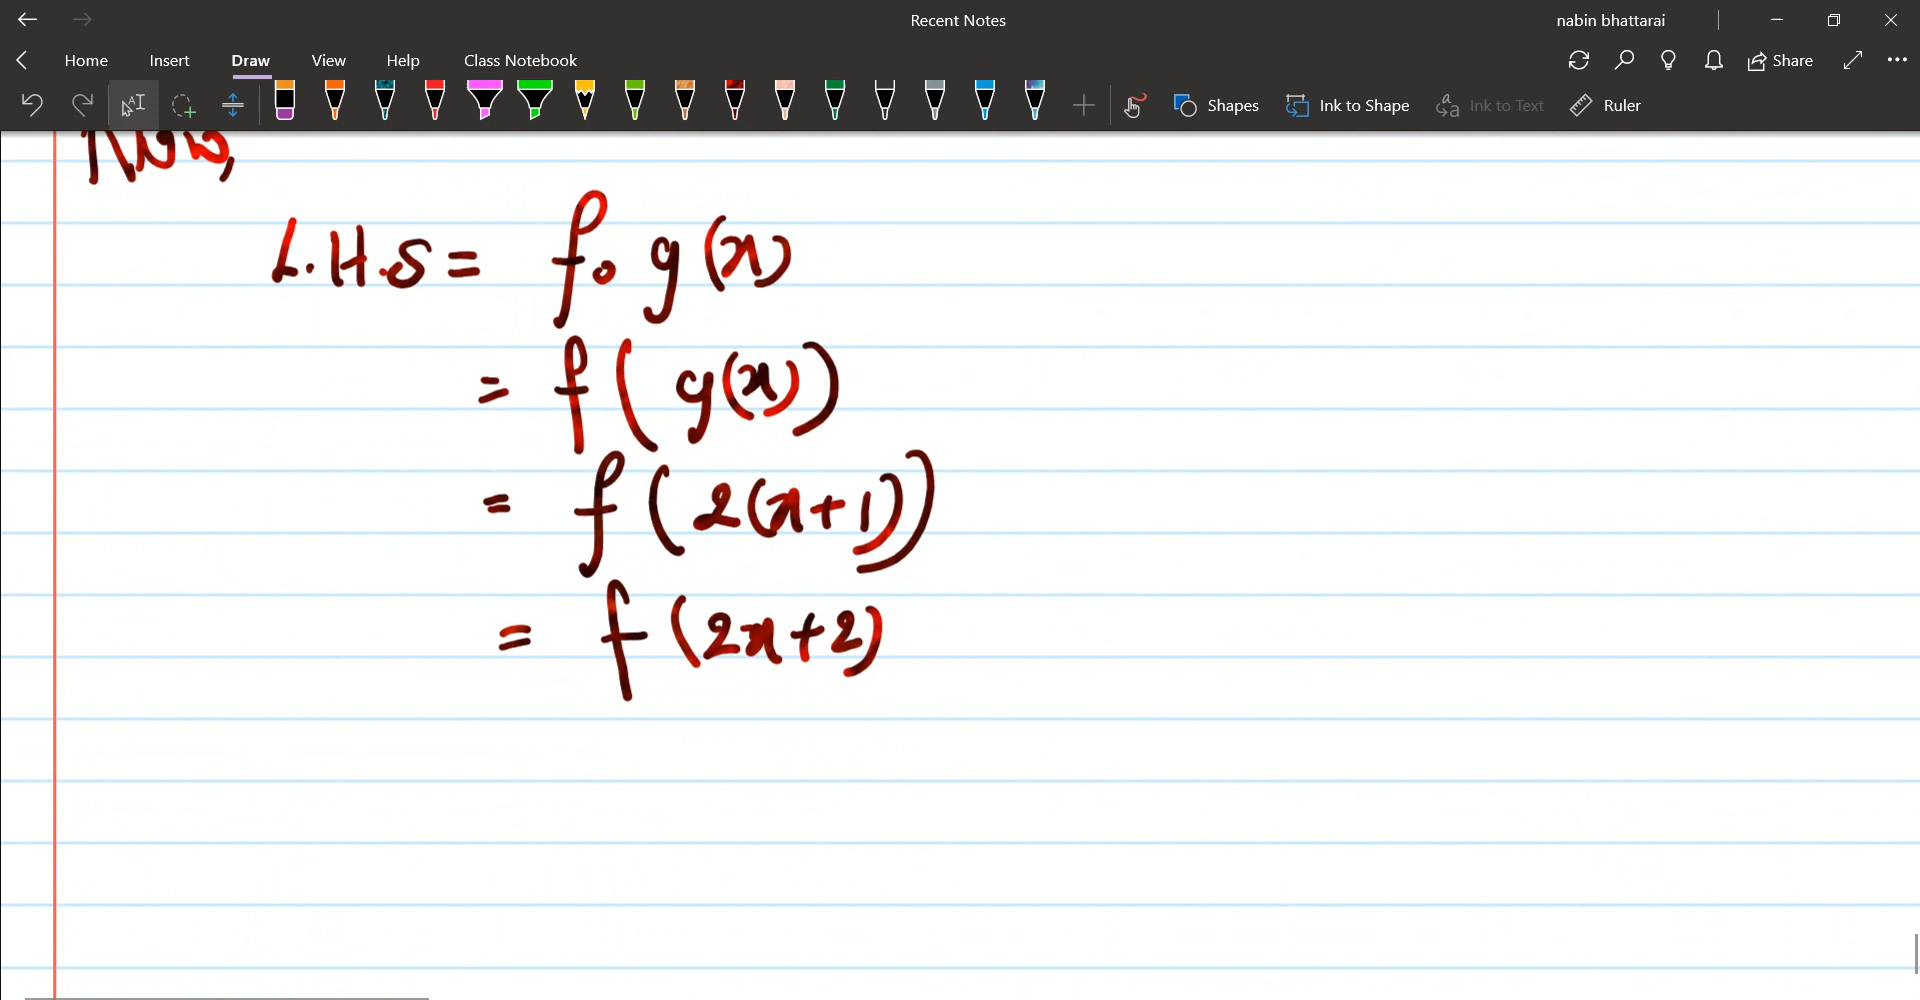 Recent Notes
nabin bhattarai
Home Insert Draw View Help Class Notebook
Share
Shapes Ink to Shape Ink to Text Ruler
Now,
L.H.S = fog(x)
= f(g(x))
= f(2(x+1))
= f(2x+2)